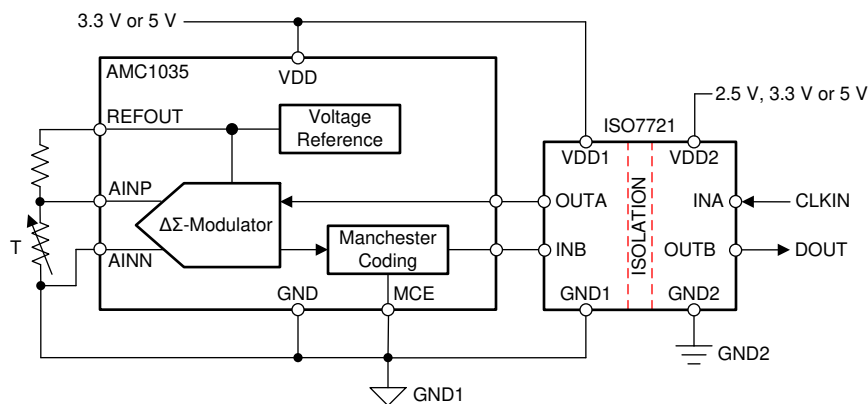 3.3 V or 5 V
AMC1035
VDD
2.5 V, 3.3 V or 5 V
REFOUT
Voltage
Reference
ISO7721
VDD1
VDD2
AINP
ΔΣ-Modulator
OUTA
INA
CLKIN
ISOLATION
T
AINN
Manchester
Coding
INB
OUTB
DOUT
GND
MCE
GND1
GND2
GND2
GND1